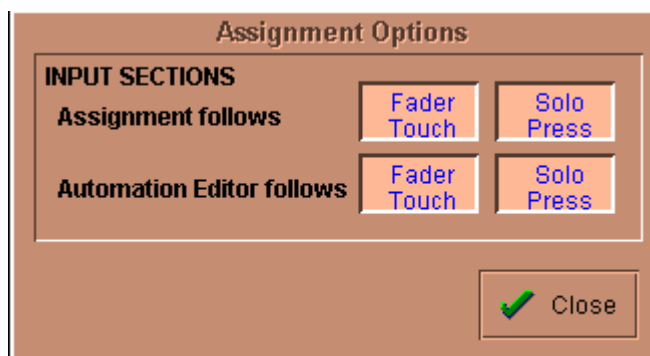 Assignment Options
INPUT SECTIONS
Assignment follows
Fader
Touch
Solo
Press
Automation Editor follows
Fader
Touch
Solo
Press
Close